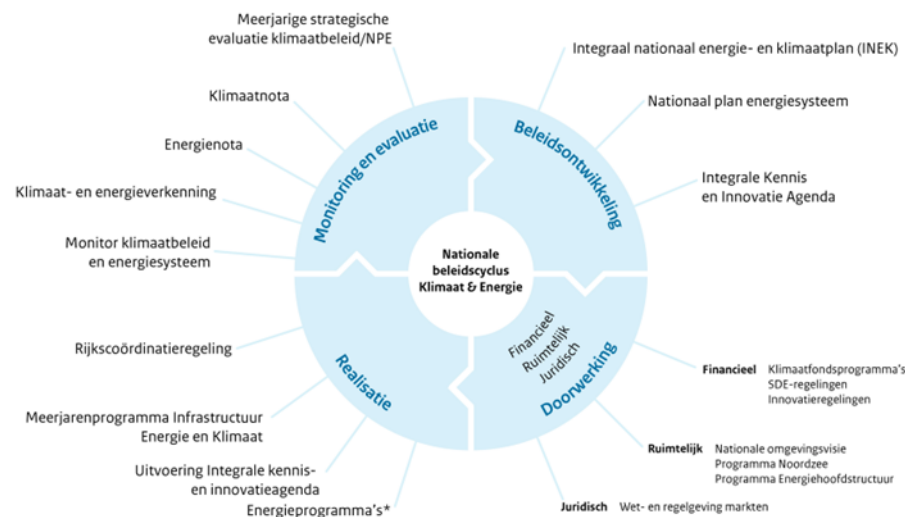 Meerjarige strategische
evaluatie klimaatbeleid/NPE
Klimaatnota
Energienota
Klimaat- en energieverkenning
Monitor klimaatbeleid
en energiesysteem
Monitoring en evaluatie
Integraal nationaal energie- en klimaatplan (INEK)
Nationaal plan energiesysteem
Integrale Kennis
en Innovatie Agenda
Beleidsontwikkeling
Nationale
beleidscyclus
Klimaat & Energie
Rijkscoördinatieregeling
Meerjarenprogramma Infrastructuur
Energie en Klimaat
Uitvoering Integrale kennis-
en innovatieagenda
Energieprogramma's*
Realisatie
Financieel
Ruimtelijk
Juridisch
Doorwerking
Financieel Klimaatfondsprogramma's
SDE-regelingen
Innovatieregelingen
Ruimtelijk Nationale omgevingsvisie
Programma Noordzee
Programma Energiehoofdstructuur
Juridisch Wet- en regelgeving markten